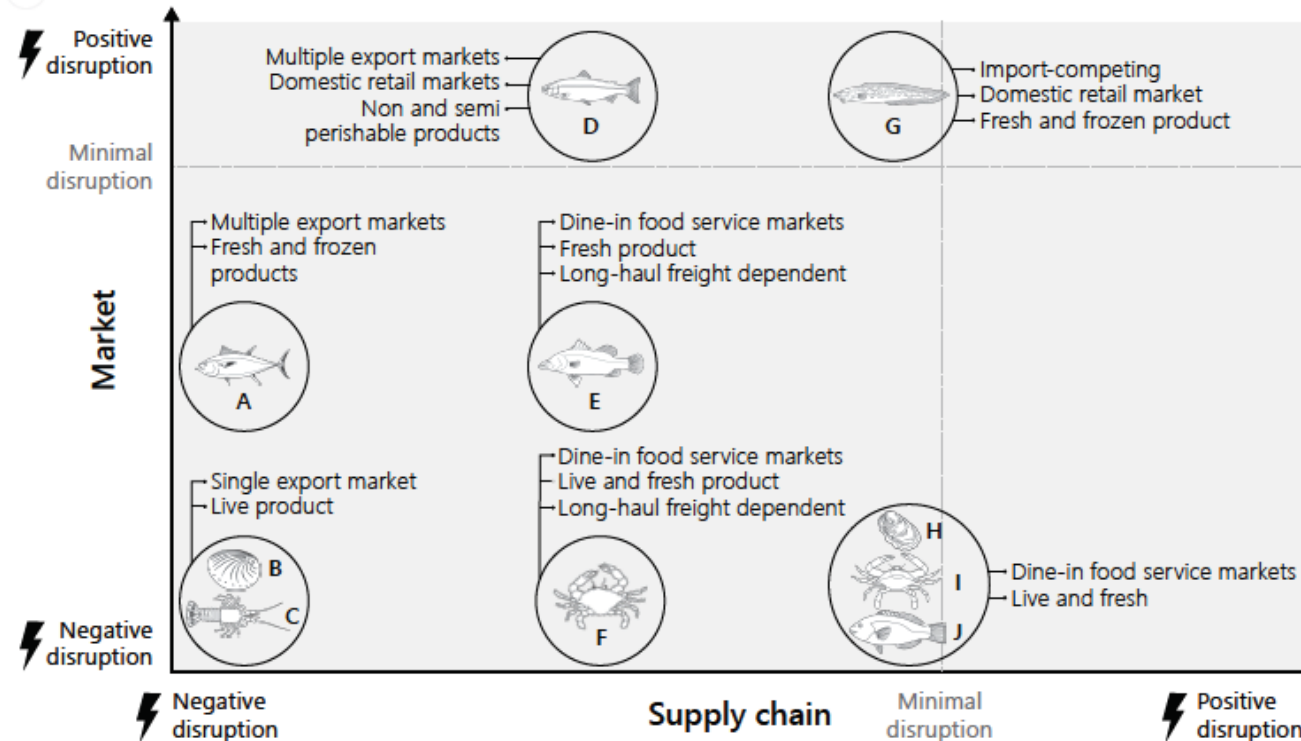 Positive
disruption
Minimal
disruption
Market
Negative
disruption
Multiple export markets
Domestic retail markets
Non and semi
perishable products
D
G
Import-competing
Domestic retail market
Fresh and frozen product
Multiple export markets
Fresh and frozen
products
A
Dine-in food service markets
Fresh product
Long-haul freight dependent
E
Single export market
Live product
B
C
Dine-in food service markets
Live and fresh product
Long-haul freight dependent
F
H
I
J
Dine-in food service markets
Live and fresh
Negative
disruption
Supply chain
Minimal
disruption
Positive
disruption